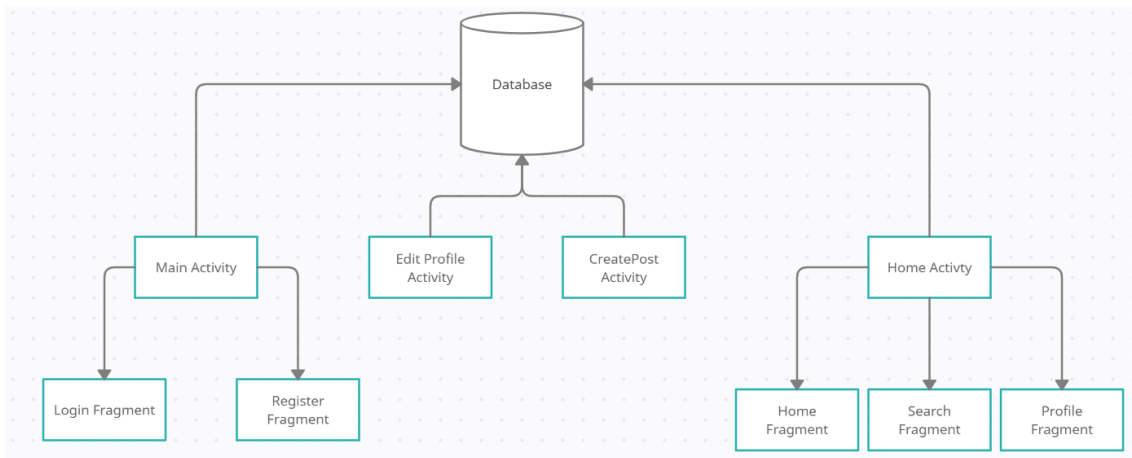 Database
Main Activity
Edit Profile
Activity
CreatePost
Activity
Home Activty
Login Fragment
Register
Fragment
Home
Fragment
Search
Fragment
Profile
Fragment